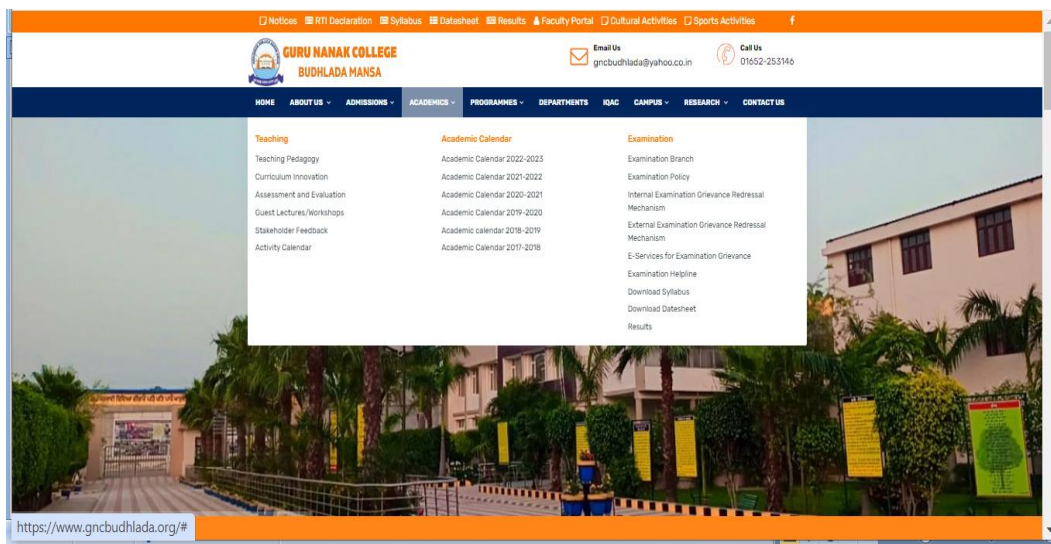 Notices RTI Declaration Syllabus Datesheet Results Faculty Portal Cultural Activities Sports Activities
GURU NANAK COLLEGE
BUDHLADA MANSA
Email Us
gncbudhlada@yahoo.co.in
Call Us
01652-253146
HOME ABOUT US ADMISSIONS ACADEMICS PROGRAMMES DEPARTMENTS IQAC CAMPUS RESEARCH CONTACT US
Teaching
Teaching Pedagogy
Curriculum Innovation
Assessment and Evaluation
Guest Lectures/Workshops
Stakeholder Feedback
Activity Calendar
Academic Calendar
Academic Calendar 2022-2023
Academic Calendar 2021-2022
Academic Calendar 2020-2021
Academic Calendar 2019-2020
Academic calendar 2018-2019
Academic Calendar 2017-2018
Examination
Examination Branch
Examination Policy
Internal Examination Grievance Redressal
Mechanism
External Examination Grievance Redressal
Mechanism
E-Services for Examination Grievance
Examination Helpline
Download Syllabus
Download Datesheet
Results
https://www.gncbudhlada.org/#